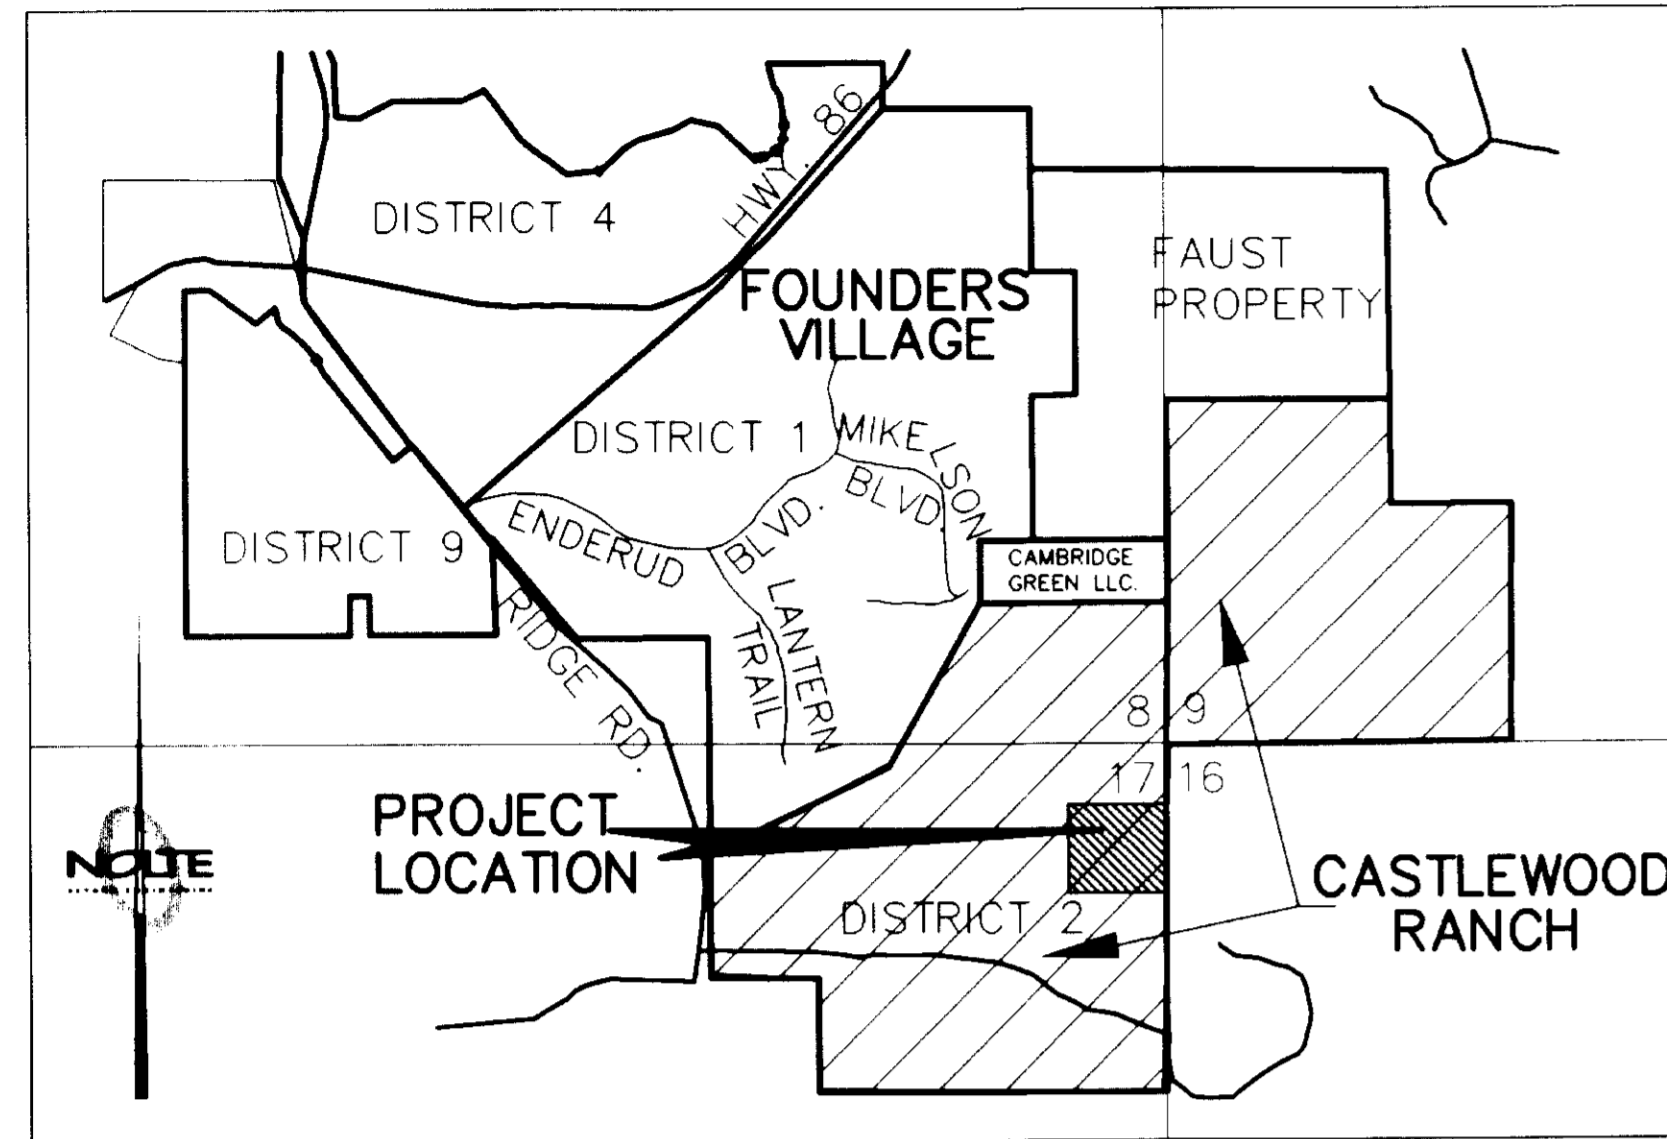 HWY. 86
DISTRICT 4
FAUST
PROPERTY
FOUNDERS
VILLAGE
DISTRICT 1
MIKELSON
BLVD.
ENDERUD
BLVD.
DISTRICT 9
CAMBRIDGE
GREEN LLC.
LANTERN
TRAIL
RIDGE RD.
8 9
17 16
PROJECT
LOCATION
NOLTE
CASTLEWOOD
RANCH
DISTRICT 2